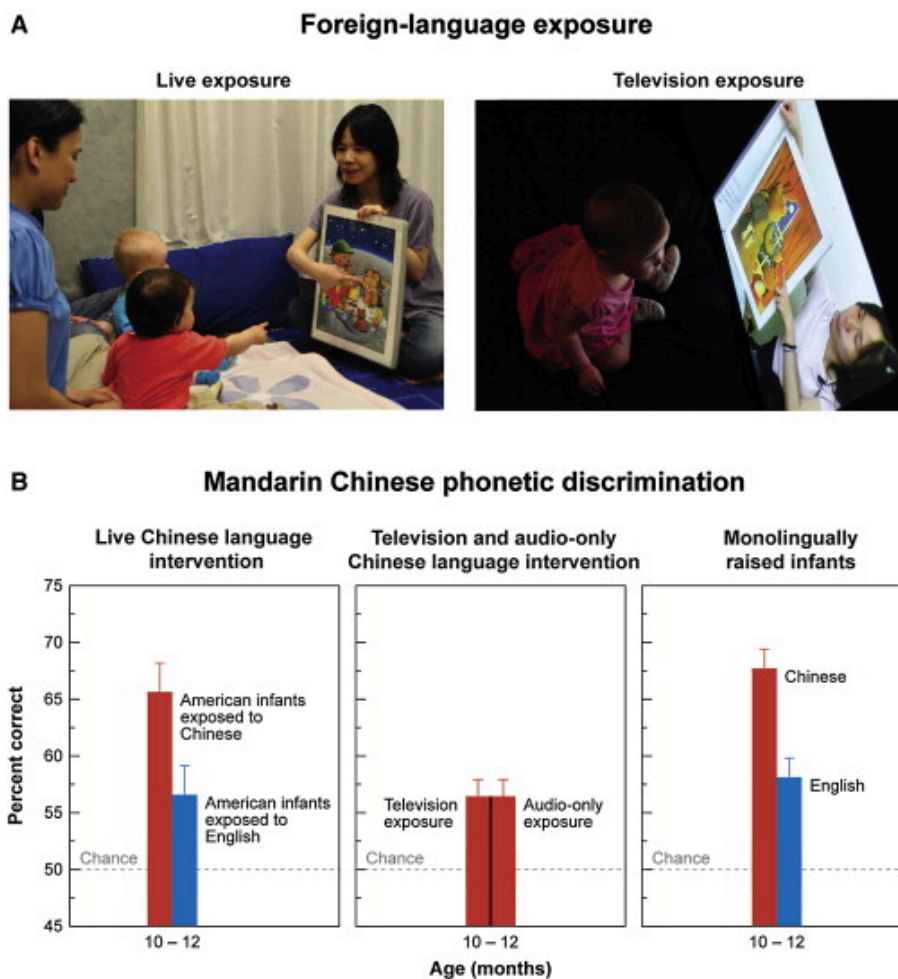 A
Foreign-language exposure
Live exposure
Television exposure
B
Mandarin Chinese phonetic discrimination
Live Chinese language
intervention
Television and audio-only
Chinese language intervention
Monolingually
raised infants
Percent correct
75
70
65
60
55
50
45
American infants
exposed to
Chinese
American infants
exposed to
English
Chance
10 – 12
Television
exposure
Audio-only
exposure
Chance
10 – 12
Chinese
English
Chance
10 – 12
Age (months)